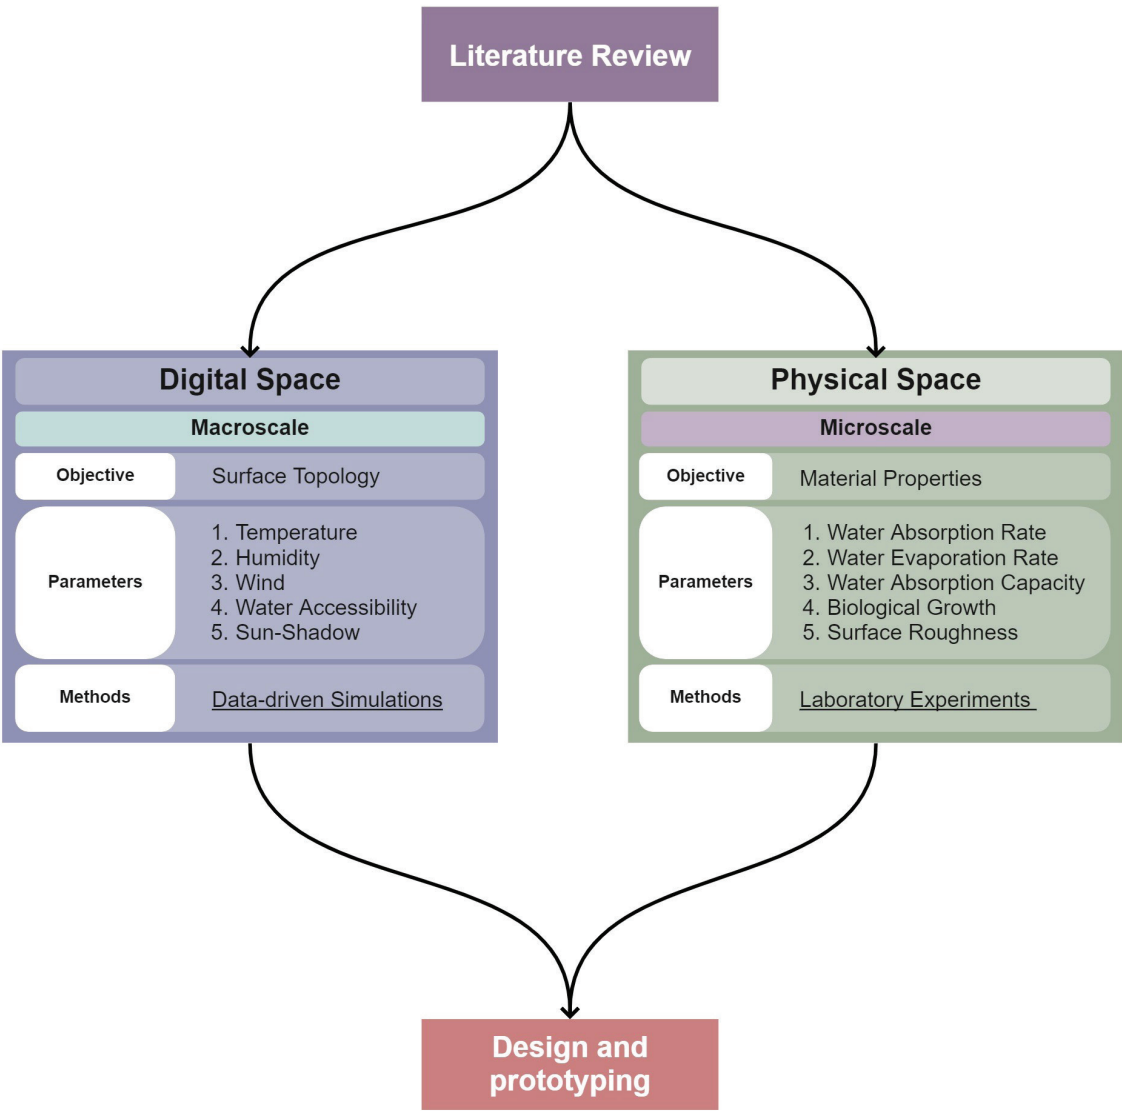 Literature Review
Digital Space
Macroscale
Objective
Surface Topology
Parameters
1. Temperature
2. Humidity
3. Wind
4. Water Accessibility
5. Sun-Shadow
Methods
Data-driven Simulations
Physical Space
Microscale
Objective
Material Properties
Parameters
1. Water Absorption Rate
2. Water Evaporation Rate
3. Water Absorption Capacity
4. Biological Growth
5. Surface Roughness
Methods
Laboratory Experiments
Design and
prototyping